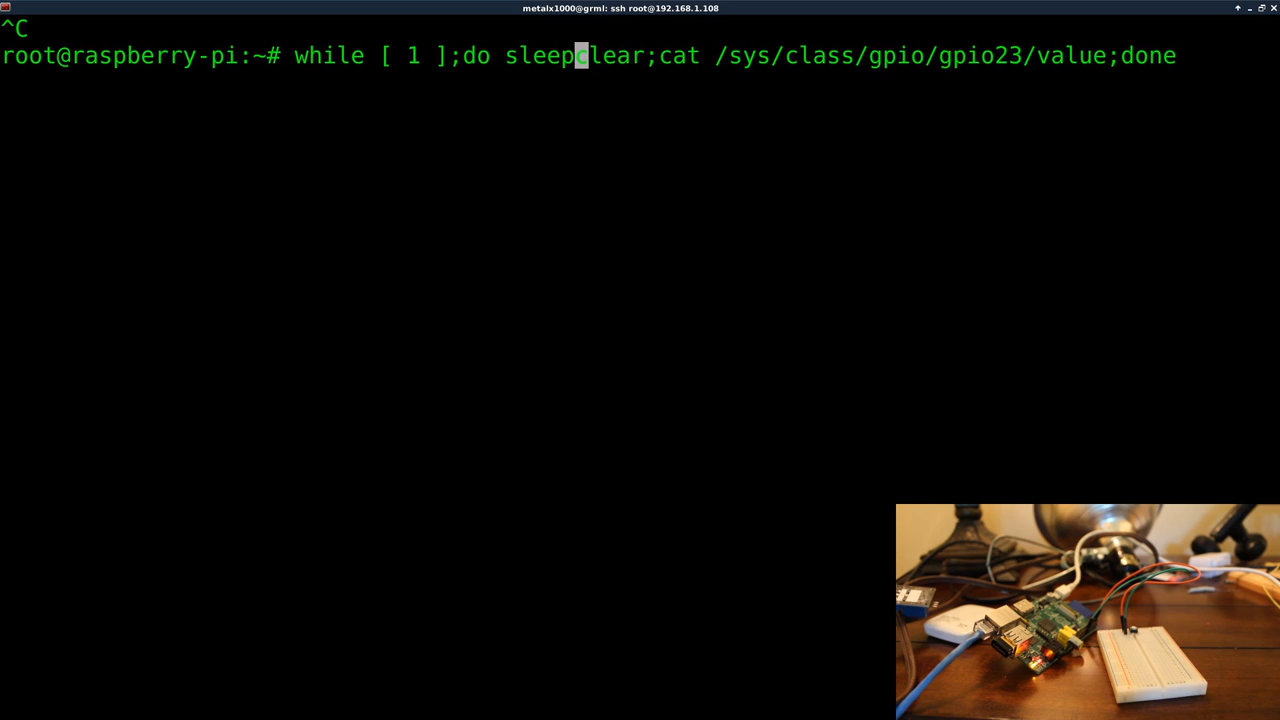 metalx1000@grml: ssh root@192.168.1.108
^C
root@raspberry-pi:~# while [ 1 ];do sleepclear;cat /sys/class/gpio/gpio23/value;done